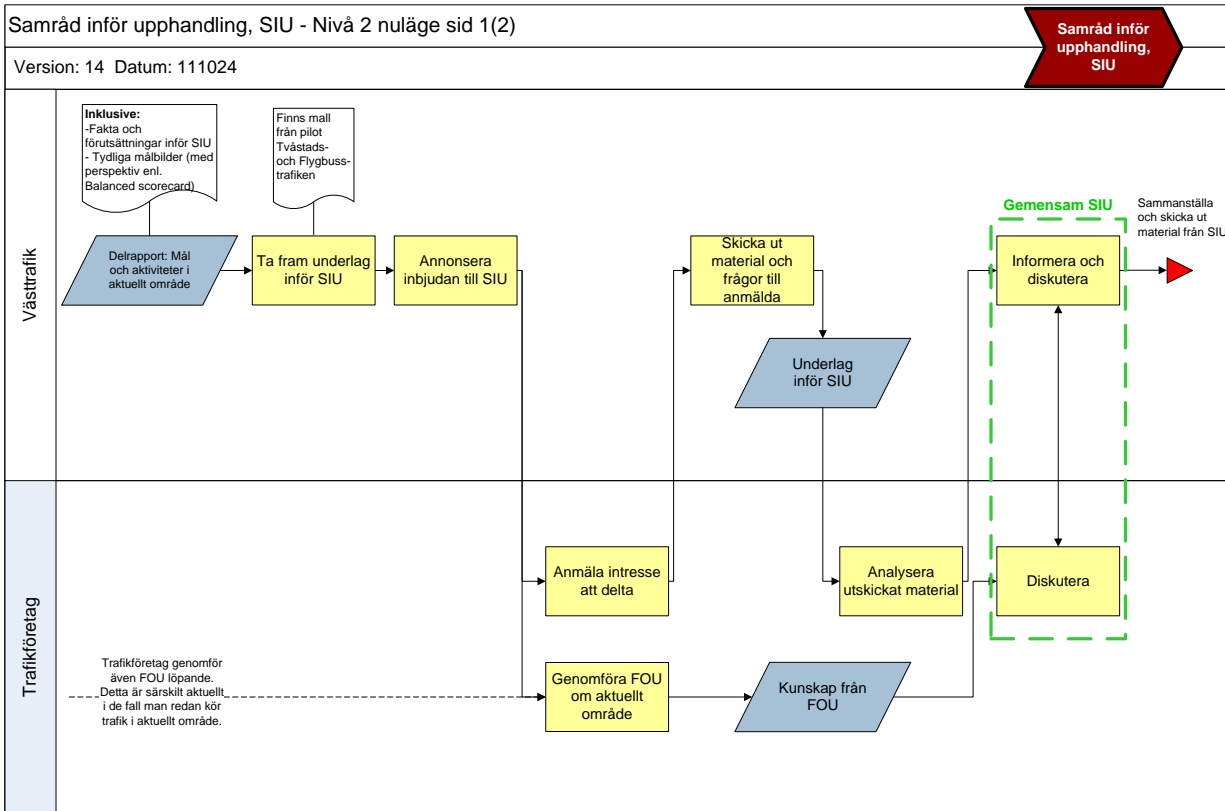 Samråd inför upphandling, SIU - Nivå 2 nuläge sid 1(2)
Samråd inför
upphandling,
SIU
Version: 14 Datum: 111024
Västtrafik
Inklusive:
-Fakta och
förutsättningar inför SIU
- Tydliga målbilder (med
perspektiv enl.
Balanced scorecard)
Finns mall
från pilot
Tvåstads-
och Flygbuss-
trafiken
Delrapport: Mål
och aktiviteter i
aktuellt område
Ta fram underlag
inför SIU
Annonsera
inbjudan till SIU
Skicka ut
material och
frågor till
anmälda
Underlag
inför SIU
Gemensam SIU
Informera och
diskutera
Sammanställa
och skicka ut
material från SIU
Trafikföretag
Anmäla intresse
att delta
Analysera
utskickat material
Diskutera
Trafikföretag genomför
även FOU löpande.
Detta är särskilt aktuellt
i de fall man redan kör
trafik i aktuellt område.
Genomföra FOU
om aktuellt
område
Kunskap från
FOU